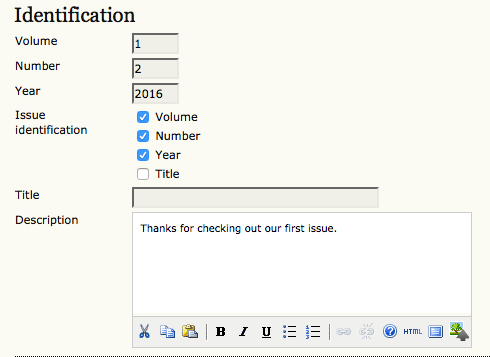 Identification
Volume 1
Number 2
Year 2016
Issue
identification
Volume
Number
Year
Title
Title
Description
Thanks for checking out our first issue.
B I U HTML